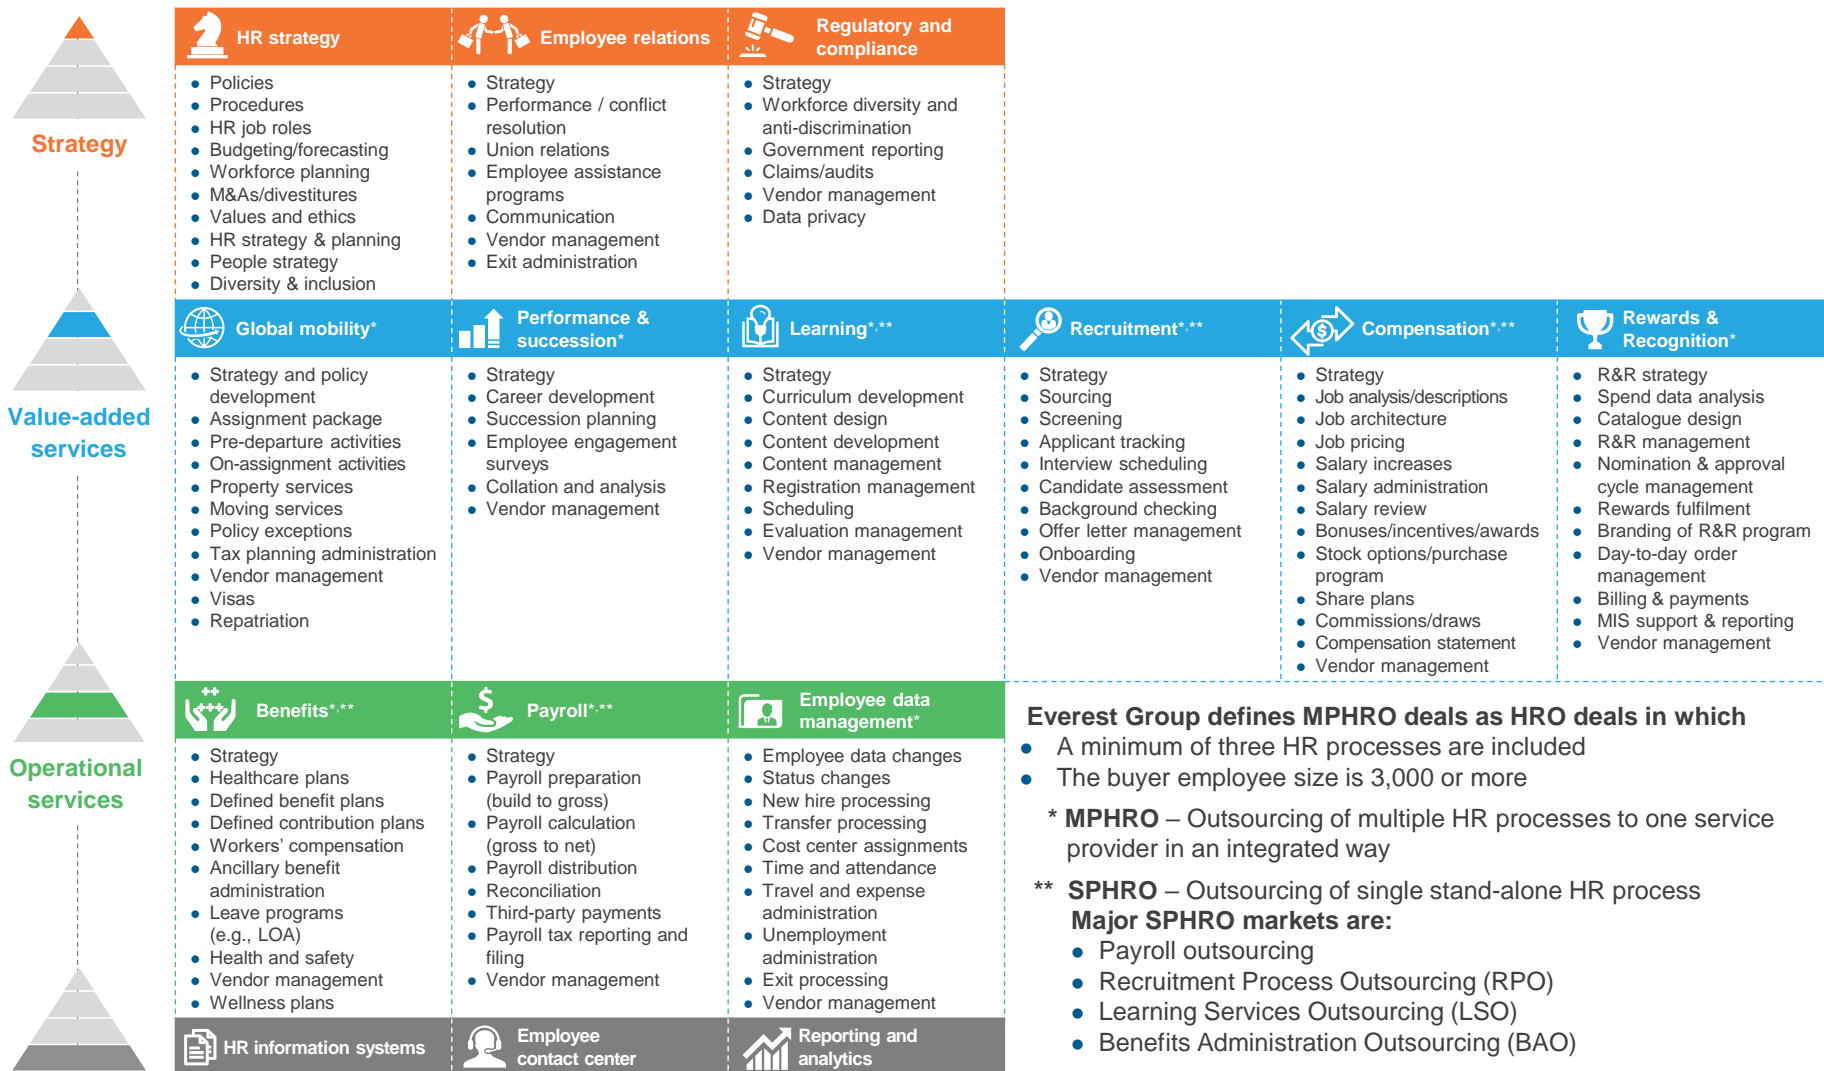 Strategy
HR strategy
Policies
Procedures
HR job roles
Budgeting/forecasting
Workforce planning
M&As/divestitures
Values and ethics
HR strategy & planning
People strategy
Diversity & inclusion
Employee relations
Strategy
Performance / conflict
resolution
Union relations
Employee assistance
programs
Communication
Vendor management
Exit administration
Regulatory and
compliance
Strategy
Workforce diversity and
anti-discrimination
Government reporting
Claims/audits
Vendor management
Data privacy
Value-added
services
Global mobility*
Strategy and policy
development
Assignment package
Pre-departure activities
On-assignment activities
Property services
Moving services
Policy exceptions
Tax planning administration
Vendor management
Visas
Repatriation
Performance &
succession*
Strategy
Career development
Succession planning
Employee engagement
surveys
Collation and analysis
Vendor management
Learning*,**
Strategy
Curriculum development
Content design
Content development
Content management
Registration management
Scheduling
Evaluation management
Vendor management
Recruitment*,**
Strategy
Sourcing
Screening
Applicant tracking
Interview scheduling
Candidate assessment
Background checking
Offer letter management
Onboarding
Vendor management
Compensation*,**
Strategy
Job analysis/descriptions
Job architecture
Job pricing
Salary increases
Salary administration
Salary review
Bonuses/incentives/awards
Stock options/purchase
program
Share plans
Commissions/draws
Compensation statement
Vendor management
Rewards &
Recognition*
R&R strategy
Spend data analysis
Catalogue design
R&R management
Nomination & approval
cycle management
Rewards fulfilment
Branding of R&R program
Day-to-day order
management
Billing & payments
MIS support & reporting
Vendor management
Operational
services
Benefits*,**
Strategy
Healthcare plans
Defined benefit plans
Defined contribution plans
Workers' compensation
Ancillary benefit
administration
Leave programs
(e.g., LOA)
Health and safety
Vendor management
Wellness plans
Payroll*,**
Strategy
Payroll preparation
(build to gross)
Payroll calculation
(gross to net)
Payroll distribution
Reconciliation
Third-party payments
Payroll tax reporting and
filing
Vendor management
Employee data
management*
Employee data changes
Status changes
New hire processing
Transfer processing
Cost center assignments
Time and attendance
Travel and expense
administration
Unemployment
administration
Exit processing
Vendor management
HR information systems
Employee
contact center
Reporting and
analytics
Everest Group defines MPHRO deals as HRO deals in which
A minimum of three HR processes are included
The buyer employee size is 3,000 or more
* MPHRO – Outsourcing of multiple HR processes to one service
provider in an integrated way
** SPHRO – Outsourcing of single stand-alone HR process
Major SPHRO markets are:
Payroll outsourcing
Recruitment Process Outsourcing (RPO)
Learning Services Outsourcing (LSO)
Benefits Administration Outsourcing (BAO)